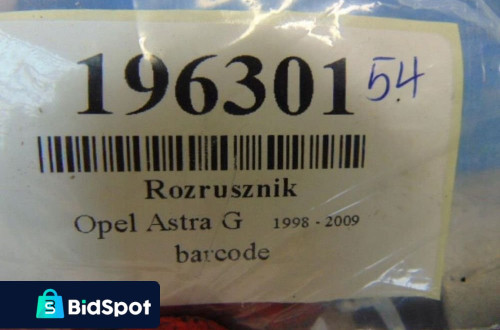 196301 54
Rozrusznik
Opel Astra G 1998 - 2009
barcode
BidSpot